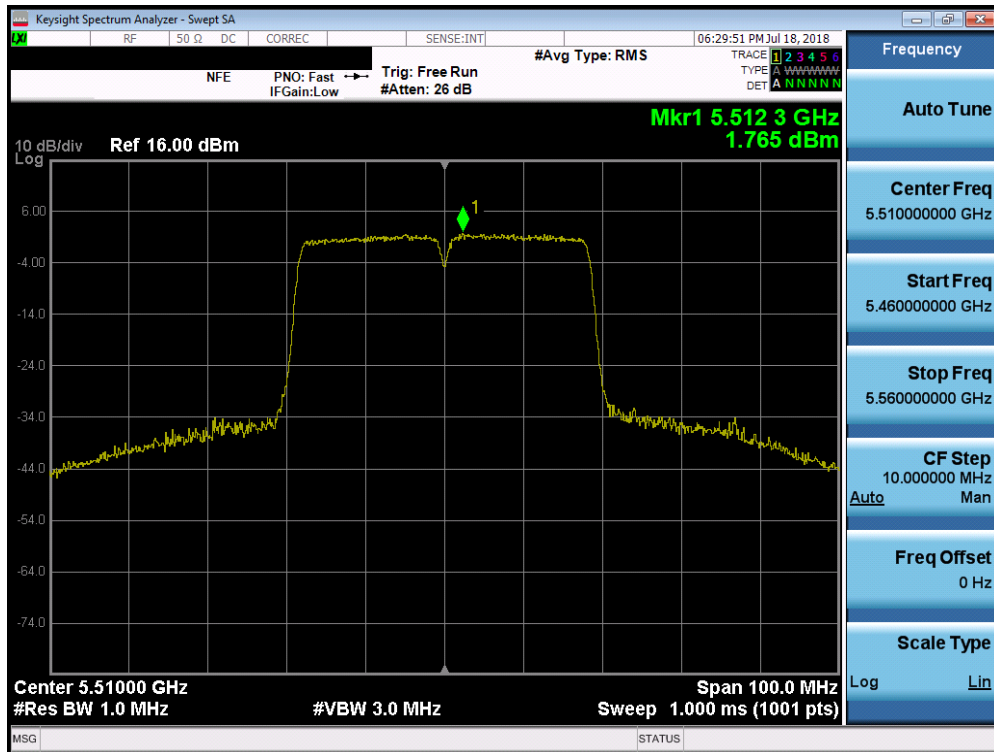 Keysight Spectrum Analyzer - Swept SA
LXI RF 50 Ω DC CORREC SENSE:INT 06:29:51 PM Jul 18, 2018
NFE PNO: Fast Trig: Free Run #Avg Type: RMS TRACE 1 2 3 4 5 6
IFGain:Low #Atten: 26 dB TYPE A WWWWW
DET A N N N N N
Mkr1 5.512 3 GHz
1.765 dBm
10 dB/div Ref 16.00 dBm
Log
1
6.00
-4.00
-14.0
-24.0
-34.0
-44.0
-54.0
-64.0
-74.0
Center 5.51000 GHz Span 100.0 MHz
#Res BW 1.0 MHz #VBW 3.0 MHz Sweep 1.000 ms (1001 pts)
MSG STATUS
Frequency
Auto Tune
Center Freq
5.510000000 GHz
Start Freq
5.460000000 GHz
Stop Freq
5.560000000 GHz
CF Step
10.000000 MHz
Auto Man
Freq Offset
0 Hz
Scale Type
Log Lin